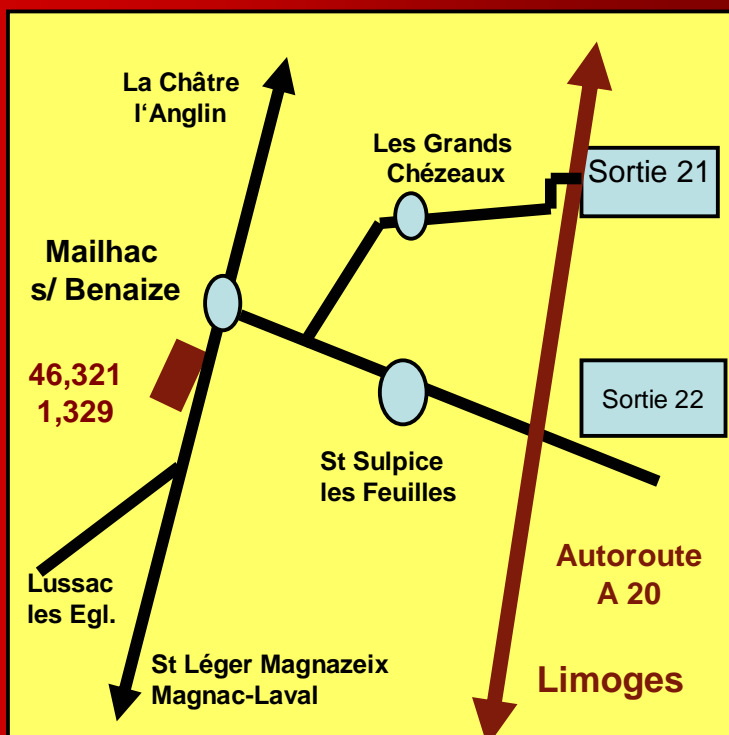 La Châtre
l'Anglin
Les Grands
Chézeaux
Sortie 21
Mailhac
s/ Benaize
46,321
1,329
Sortie 22
St Sulpice
les Feuilles
Autoroute
A 20
Lussac
les Egl.
St Léger Magnazeix
Magnac-Laval
Limoges